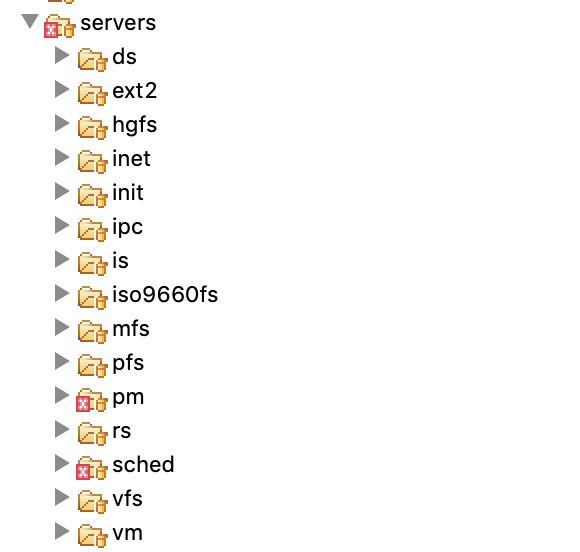 servers
ds
ext2
hgfs
inet
init
ipc
is
iso9660fs
mfs
pfs
pm
rs
sched
vfs
vm